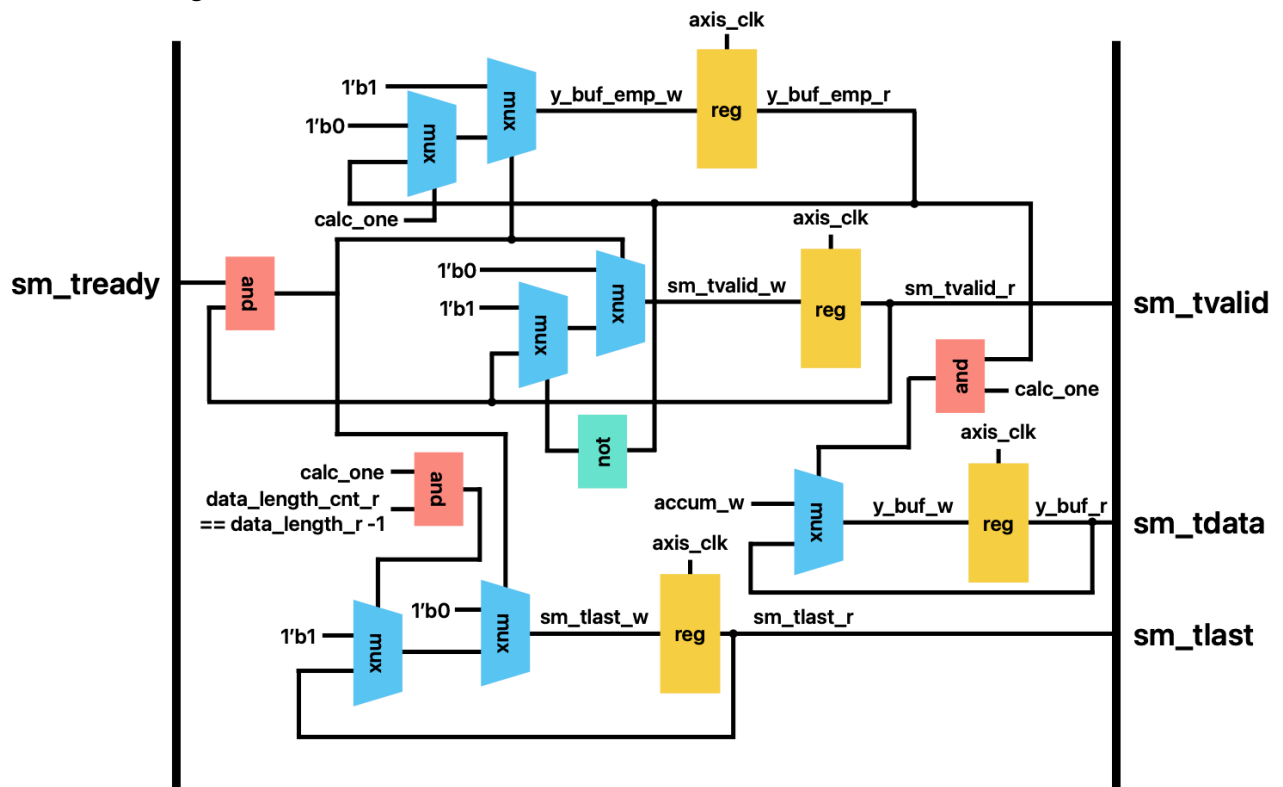 axis_clk
1'b1
mux
y_buf_emp_w
reg
y_buf_emp_r
1'b0
mux
calc_one
axis_clk
sm_tready
and
1'b0
mux
sm_tvalid_w
reg
sm_tvalid_r
sm_tvalid
1'b1
mux
and
calc_one
not
axis_clk
calc_one
data_length_cnt_r
== data_length_r -1
and
accum_w
mux
y_buf_w
reg
y_buf_r
sm_tdata
axis_clk
1'b0
mux
sm_tlast_w
reg
sm_tlast_r
sm_tlast
1'b1
mux